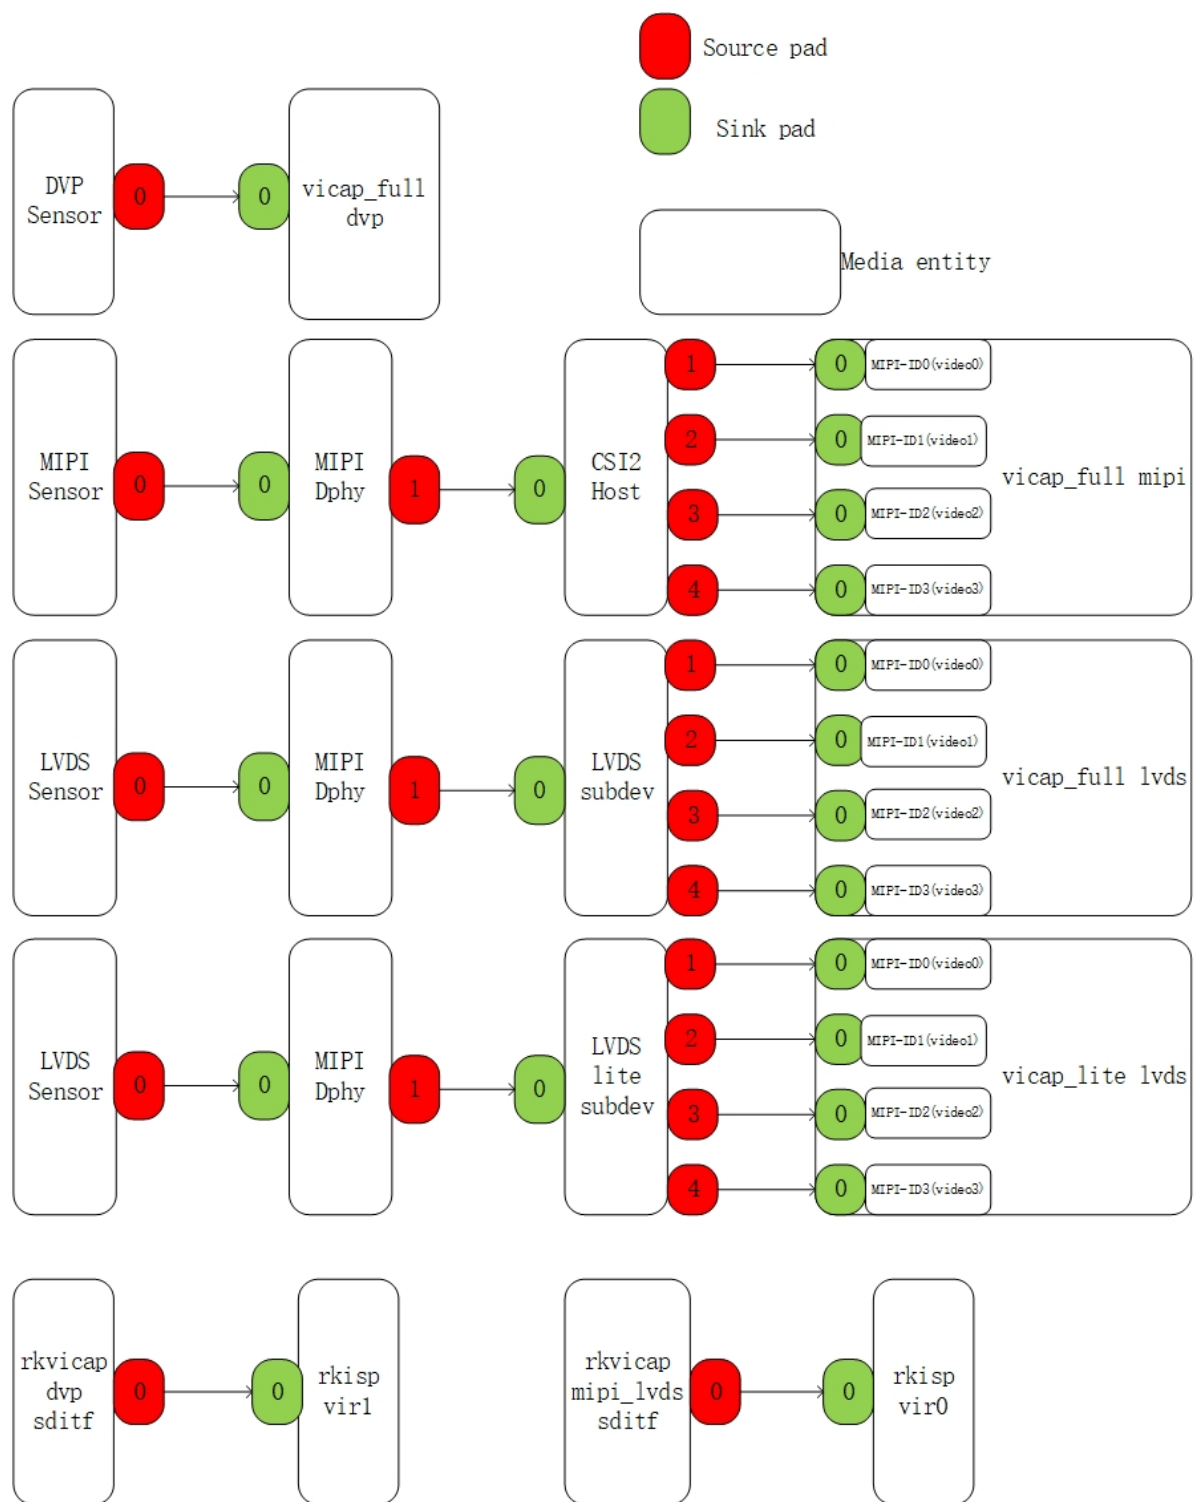 Source pad
Sink pad
DVP
Sensor
0
0
vicap_full
dvp
Media entity
MIPI
Sensor
0
0
MIPI
Dphy
1
0
CSI2
Host
1
0
MIPI-ID0(video0)
2
0
MIPI-ID1(video1)
3
0
MIPI-ID2(video2)
4
0
MIPI-ID3(video3)
vicap_full mipi
LVDS
Sensor
0
0
MIPI
Dphy
1
0
LVDS
subdev
1
0
MIPI-ID0(video0)
2
0
MIPI-ID1(video1)
3
0
MIPI-ID2(video2)
4
0
MIPI-ID3(video3)
vicap_full lvds
LVDS
Sensor
0
0
MIPI
Dphy
1
0
LVDS
lite
subdev
1
0
MIPI-ID0(video0)
2
0
MIPI-ID1(video1)
3
0
MIPI-ID2(video2)
4
0
MIPI-ID3(video3)
vicap_lite lvds
rkvicap
dvp
sditf
0
0
rkisp
vir1
rkvicap
mipi_lvds
sditf
0
0
rkisp
vir0